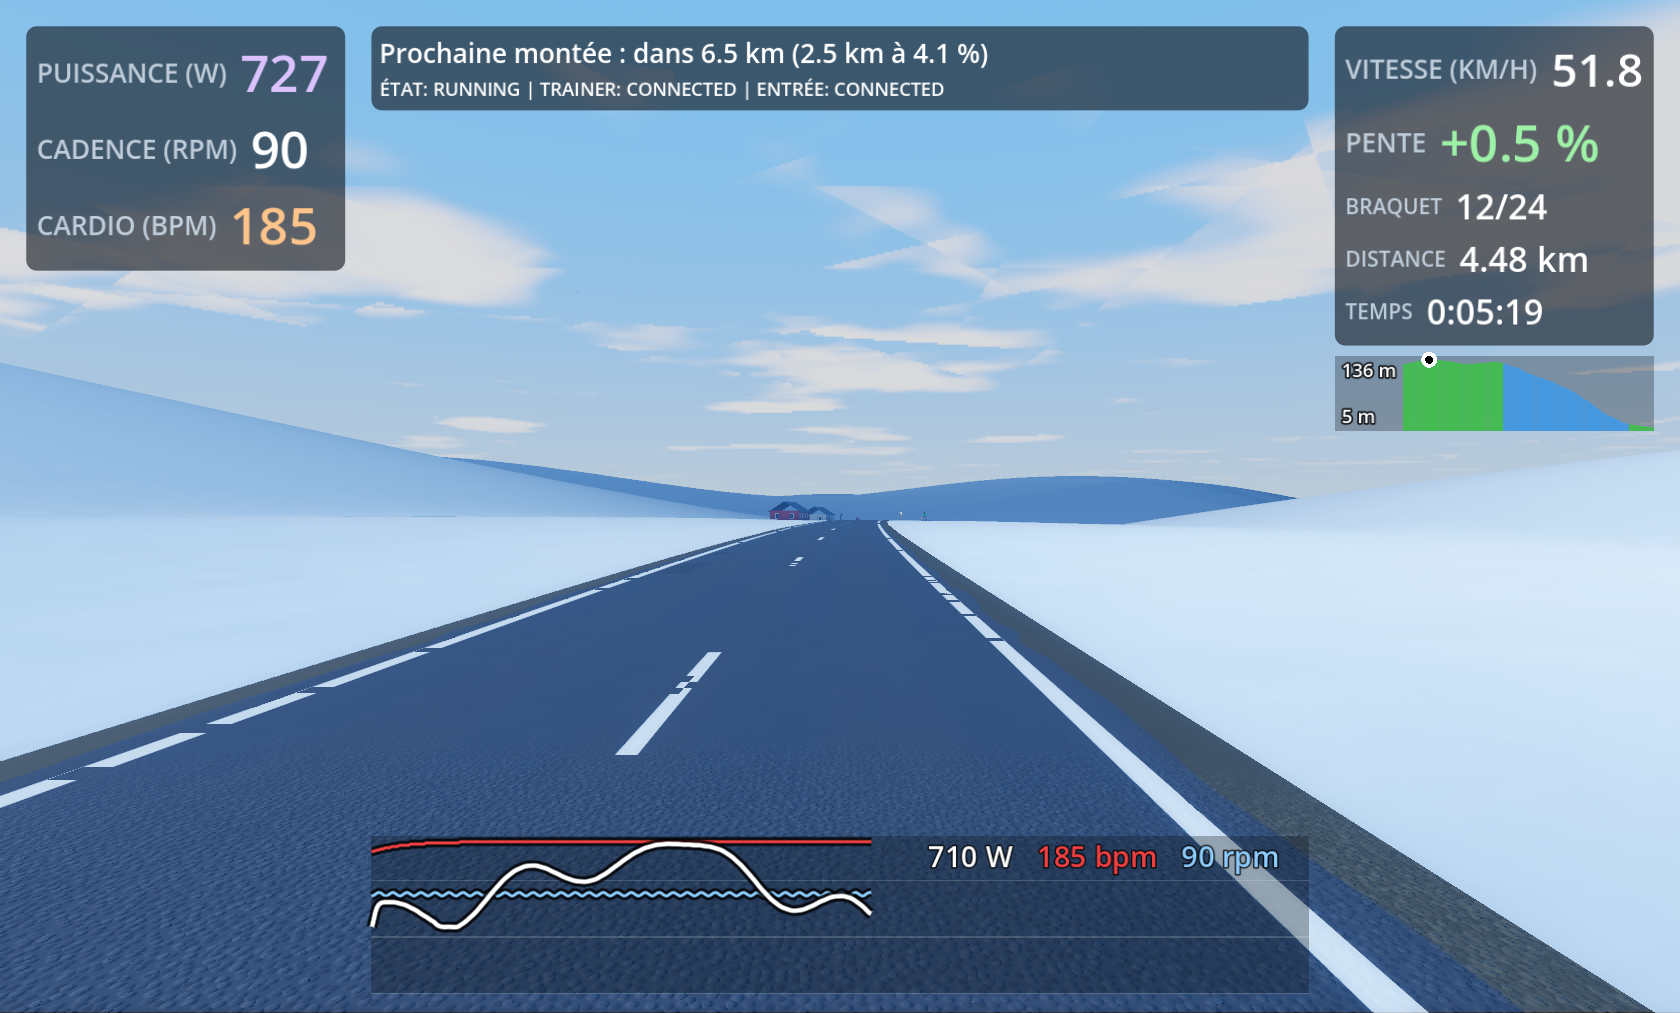 PUISSANCE (W) 727
CADENCE (RPM) 90
CARDIO (BPM) 185
Prochaine montée : dans 6.5 km (2.5 km à 4.1 %)
ÉTAT: RUNNING | TRAINER: CONNECTED | ENTRÉE: CONNECTED
VITESSE (KM/H) 51.8
PENTE +0.5 %
BRAQUET 12/24
DISTANCE 4.48 km
TEMPS 0:05:19
136 m
5 m
710 W 185 bpm 90 rpm